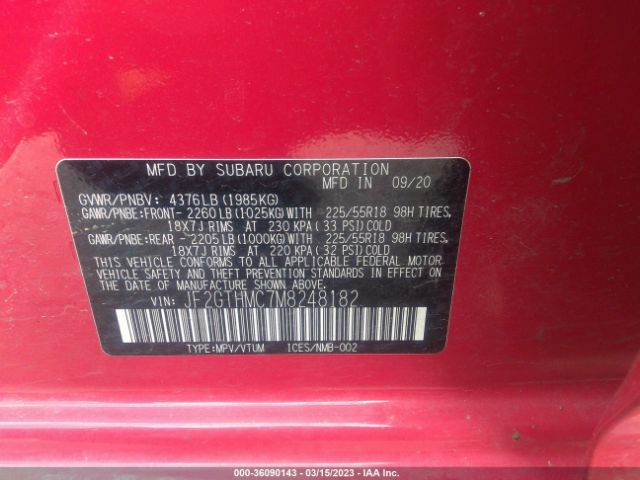 MFD BY SUBARU CORPORATION
MFD IN 09/20
GVWR/PNBV: 4376LB (1985KG)
GAWR/PNBE:FRONT- 2260LB(1025KG)WITH 225/55R18 98H TIRES,
18X7J RIMS AT 230 KPA(33 PSI)COLD
GAWR/PNBE:REAR - 2205LB(1000KG)WITH 225/55R18 98H TIRES,
18X7J RIMS AT 220 KPA(32 PSI)COLD
THIS VEHICLE CONFORMS TO ALL APPLICABLE FEDERAL MOTOR
VEHICLE SAFETY AND THEFT PREVENTION STANDARDS IN EFFECT ON
THE DATE OF MANUFACTURE SHOWN ABOVE.
VIN: JF2GTHMC7M8248182
TYPE:MPV/VTUM ICES/NMB-002
000-36090143 - 03/15/2023 - IAA Inc.